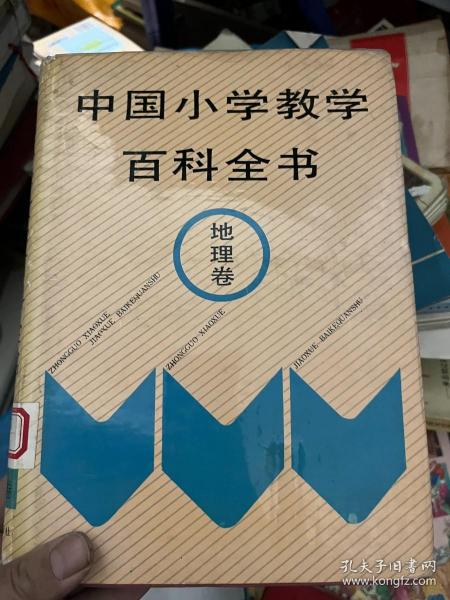 中国小学教学
百科全书
地理卷
ZHONGGUO XIAOXUE
JIAOXUE BAIKEQUANSHU
ZHONGGUO XIAOXUE
JIAOXUE BAIKEQUANSHU
孔夫子旧书网
www.kongfz.com